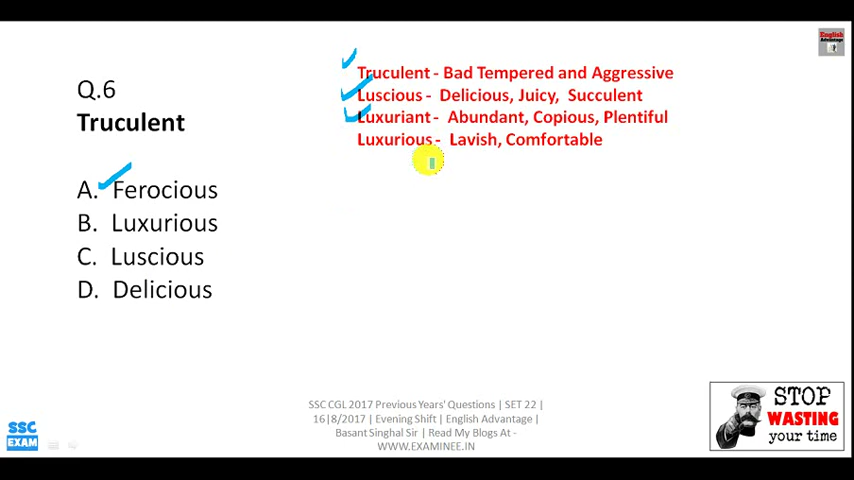 English
Advantage
Q.6
Truculent
Truculent - Bad Tempered and Aggressive
Luscious - Delicious, Juicy, Succulent
Luxuriant - Abundant, Copious, Plentiful
Luxurious - Lavish, Comfortable
A. Ferocious
B. Luxurious
C. Luscious
D. Delicious
SSC CGL 2017 Previous Years' Questions | SET 22 |
16|8/2017 | Evening Shift | English Advantage |
Basant Singhal Sir | Read My Blogs At -
WWW.EXAMINEE.IN
SSC
EXAM
STOP
WASTING
your time